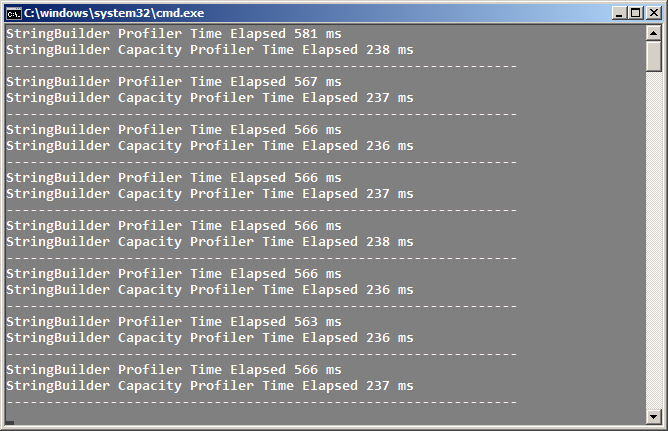 C:\windows\system32\cmd.exe
StringBuilder Profiler Time Elapsed 581 ms
StringBuilder Capacity Profiler Time Elapsed 238 ms
----------------------------------------------------------------
StringBuilder Profiler Time Elapsed 567 ms
StringBuilder Capacity Profiler Time Elapsed 237 ms
----------------------------------------------------------------
StringBuilder Profiler Time Elapsed 566 ms
StringBuilder Capacity Profiler Time Elapsed 236 ms
----------------------------------------------------------------
StringBuilder Profiler Time Elapsed 566 ms
StringBuilder Capacity Profiler Time Elapsed 237 ms
----------------------------------------------------------------
StringBuilder Profiler Time Elapsed 566 ms
StringBuilder Capacity Profiler Time Elapsed 238 ms
----------------------------------------------------------------
StringBuilder Profiler Time Elapsed 566 ms
StringBuilder Capacity Profiler Time Elapsed 236 ms
----------------------------------------------------------------
StringBuilder Profiler Time Elapsed 563 ms
StringBuilder Capacity Profiler Time Elapsed 236 ms
----------------------------------------------------------------
StringBuilder Profiler Time Elapsed 566 ms
StringBuilder Capacity Profiler Time Elapsed 237 ms
----------------------------------------------------------------